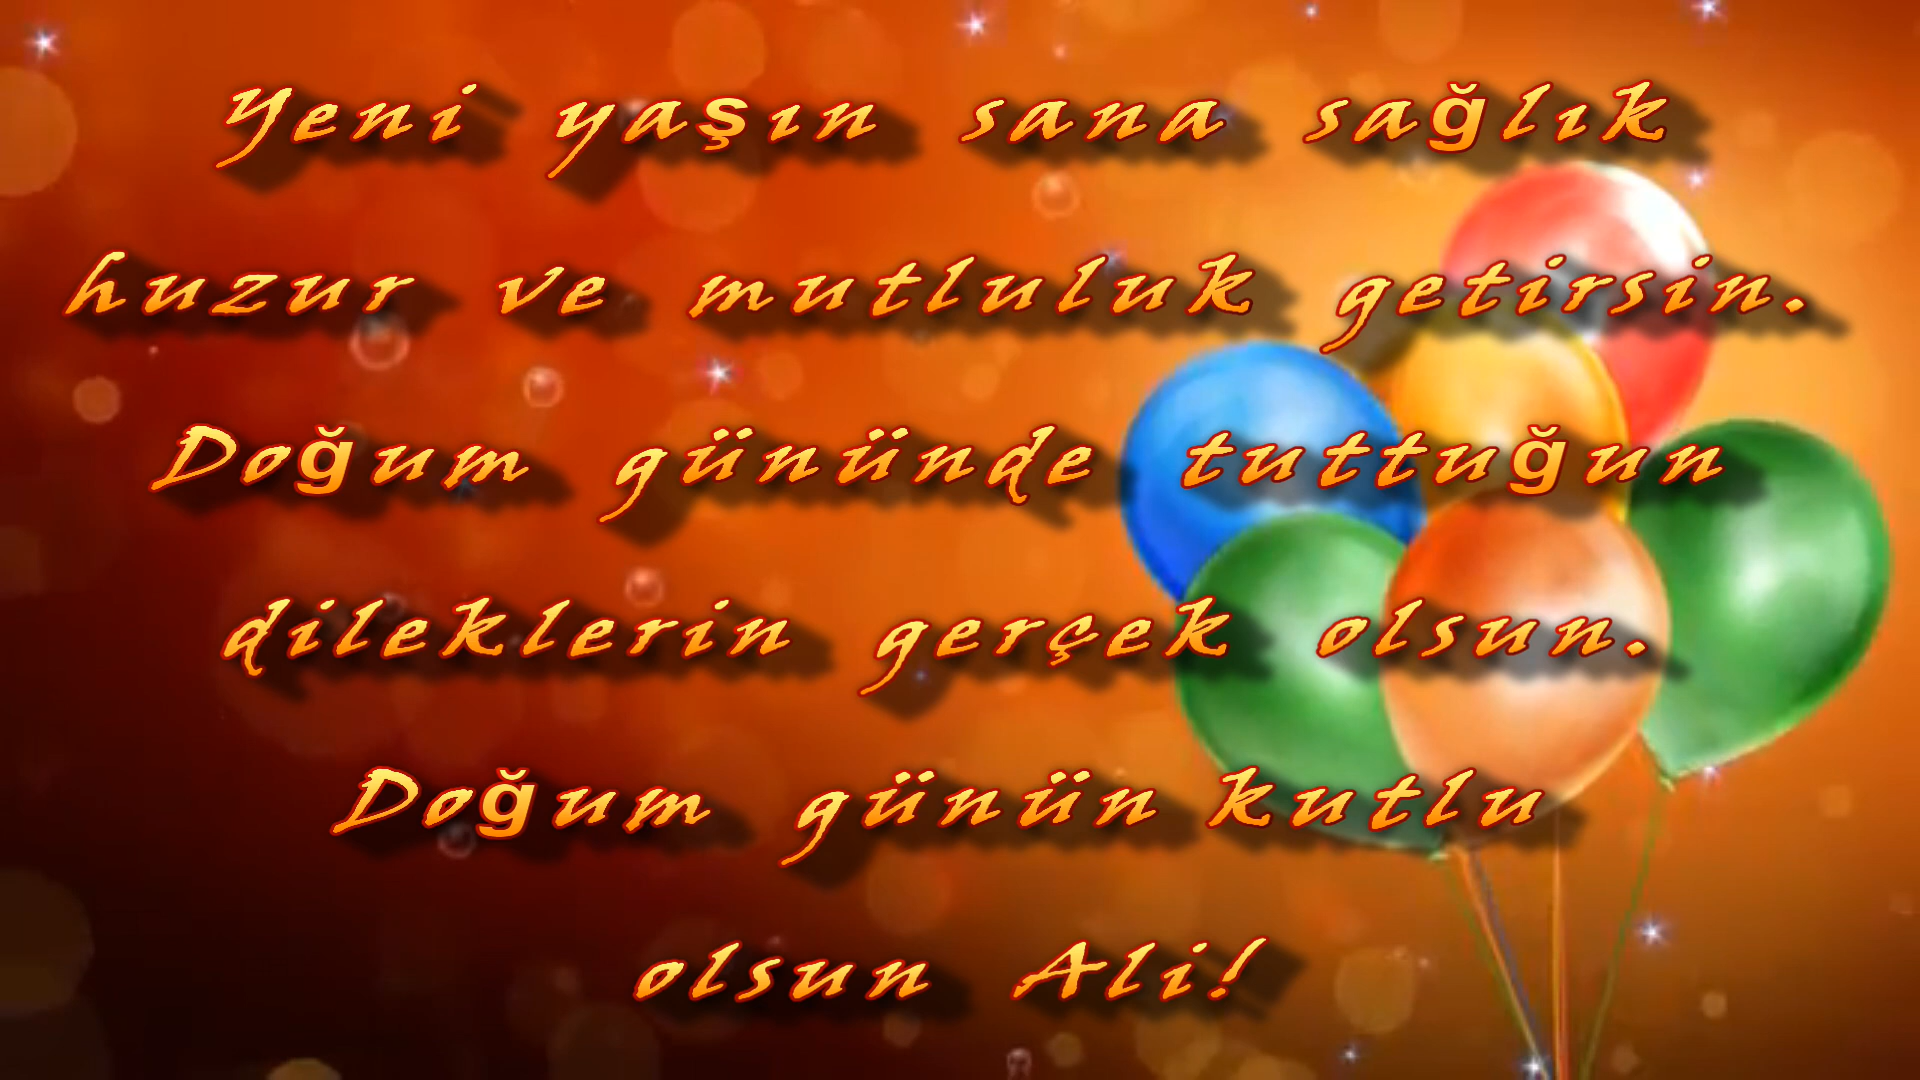 Yeni yaşın sana sağlık
huzur ve mutluluk getirsin.
Doğum gününde tuttuğun
dileklerin gerçek olsun.
Doğum günün kutlu
olsun Ali!